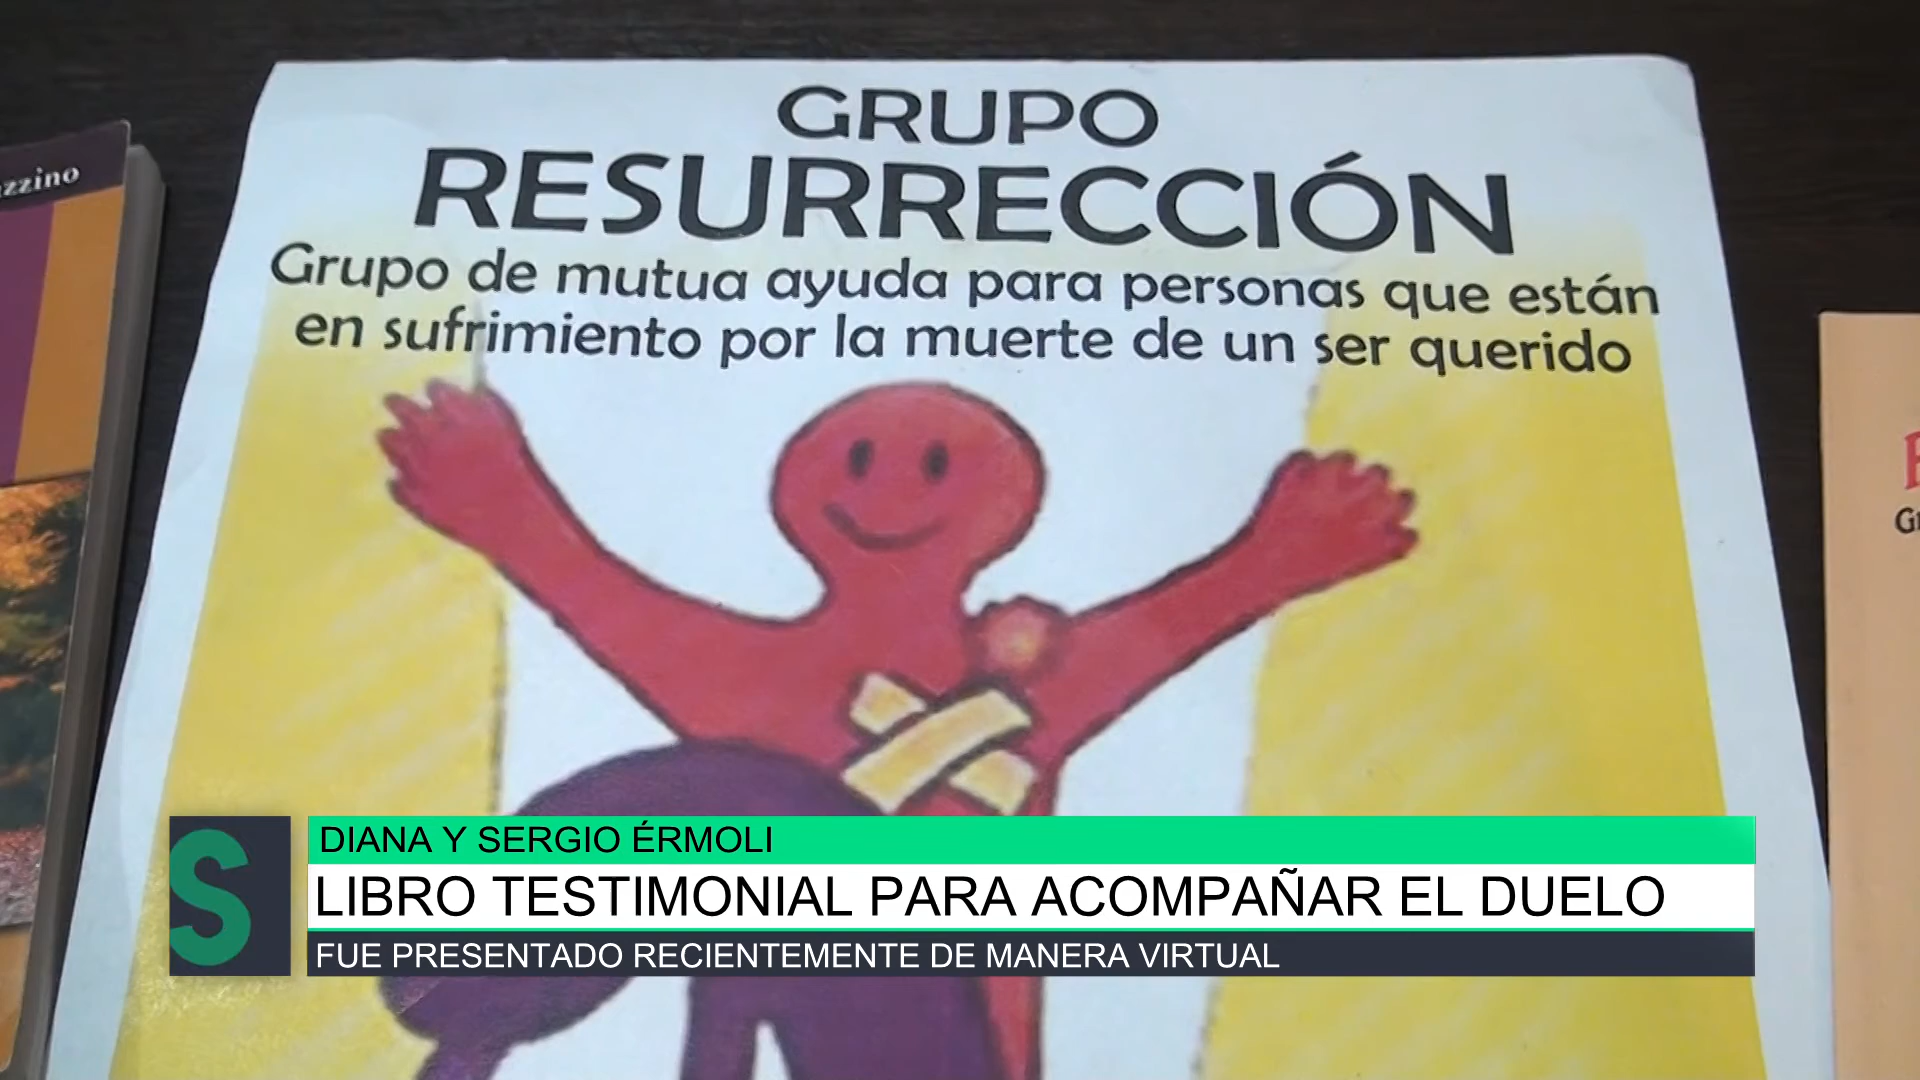 GRUPO
RESURRECCIÓN
Grupo de mutua ayuda para personas que están
en sufrimiento por la muerte de un ser querido
DIANA Y SERGIO ÉRMOLI
LIBRO TESTIMONIAL PARA ACOMPAÑAR EL DUELO
FUE PRESENTADO RECIENTEMENTE DE MANERA VIRTUAL
S